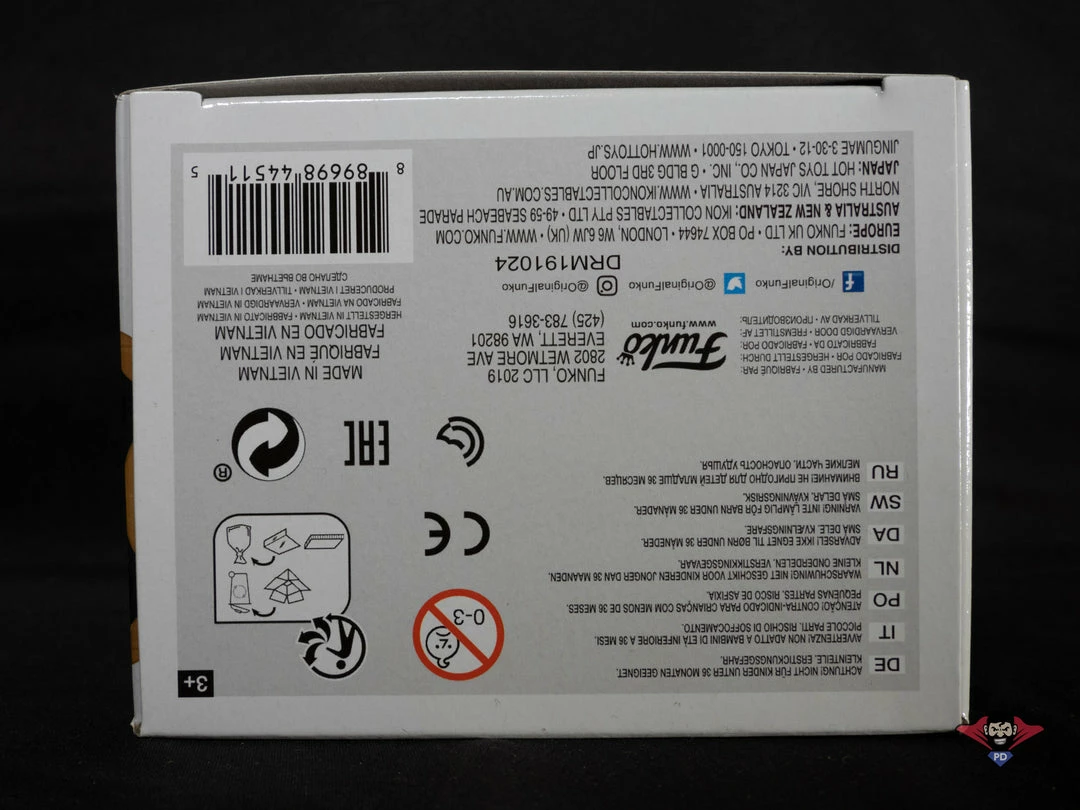 3+
DE ACHTUNG! NICHT FÜR KINDER UNTER 36 MONATEN GEEIGNET.
KLEINTEILE. ERSTICKUNGSGEFAHR.
IT AVVERTENZA! NON ADATTO A BAMBINI DI ETÀ INFERIORE A 36 MESI.
PICCOLE PARTI. RISCHIO DI SOFFOCAMENTO.
PO ATENÇÃO! CONTRA-INDICADO PARA CRIANÇAS COM MENOS DE 36 MESES.
PEQUENAS PARTES. RISCO DE ASFIXIA.
NL WAARSCHUWING! NIET GESCHIKT VOOR KINDEREN JONGER DAN 36 MAANDEN.
KLEINE ONDERDELEN. VERSTIKKINGSGEVAAR.
DA ADVARSEL! IKKE EGNET TIL BØRN UNDER 36 MÅNEDER.
SMÅ DELE. KVÆLNINGSFARE.
SW VARNING! INTE LÄMPLIG FÖR BARN UNDER 36 MÅNADER.
SMÅ DELAR. KVÄVNINGSRISK.
RU ВНИМАНИЕ! НЕ ПРИГОДНО ДЛЯ ДЕТЕЙ МЛАДШЕ 36 МЕСЯЦЕВ.
МЕЛКИЕ ЧАСТИ. ОПАСНОСТЬ УДУШЬЯ.
0-3
CE
EAC
®
MANUFACTURED BY • FABRIQUÉ PAR:
FABRICADO POR • HERGESTELLT DURCH:
FABBRICATO DA • FABRICADO POR:
VERVAARDIGD DOOR • FREMSTILLET AF:
TILLVERKAD AV • ПРОИЗВОДИТЕЛЬ:
Funko
www.funko.com
FUNKO, LLC 2019
2802 WETMORE AVE
EVERETT, WA 98201
(425) 783-3616
MADE IN VIETNAM
FABRIQUÉ EN VIETNAM
FABRICADO EN VIETNAM
HERGESTELLT IN VIETNAM • FABBRICATO IN VIETNAM
FABRICADO NA VIETNAM • VERVAARDIGD IN VIETNAM
PRODUCERET I VIETNAM • TILLVERKAD I VIETNAM
СДЕЛАНО ВО ВЬЕТНАМЕ
/OriginalFunko @OriginalFunko @OriginalFunko
DRM191024
DISTRIBUTION BY:
EUROPE: FUNKO UK LTD • PO BOX 74644 • LONDON, W6 6JW (UK) • WWW.FUNKO.COM
AUSTRALIA & NEW ZEALAND: IKON COLLECTABLES PTY LTD • 49-59 SEABEACH PARADE
NORTH SHORE, VIC 3214 AUSTRALIA • WWW.IKONCOLLECTABLES.COM.AU
JAPAN: HOT TOYS JAPAN CO., INC. • G BLDG 3RD FLOOR
JINGUMAE 3-30-12 • TOKYO 150-0001 • WWW.HOTTOYS.JP
8 89698 44511 5
PD